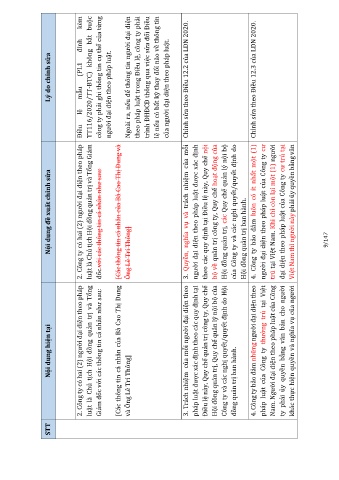 STT
Nội dung hiện tại
Nội dung đề xuất chỉnh sửa
Lý do chỉnh sửa
2. Công ty có hai (2) người đại diện theo pháp
luật là Chủ tịch Hội đồng quản trị và Tổng
Giám đốc với các thông tin cá nhân như sau:
[Các thông tin cá nhân của Bà Cao Thị Dung
và Ông Lê Trí Thông]
2. Công ty có hai (2) người đại diện theo pháp
luật là Chủ tịch Hội đồng quản trị và Tổng Giám
đốc với các thông tin cá nhân như sau:
[Các thông tin cá nhân của Bà Cao Thị Dung và
Ông Lê Trí Thông]
Điều lệ mẫu (PL1 đính kèm
TT116/2020/TT-BTC) không bắt buộc
công ty phải ghi thông tin cụ thể của từng
người đại diện theo pháp luật.
Ngoài ra, nếu để thông tin người đại diện
theo pháp luật trong Điều lệ, công ty phải
trình ĐHĐCĐ thông qua việc sửa đổi Điều
lệ nếu có bất kỳ thay đổi nào về thông tin
của người đại diện theo pháp luật.
3. Trách nhiệm của mỗi người đại diện theo
pháp luật được xác định theo các quy định tại
Điều lệ này, Quy chế quản trị công ty, Quy chế
Hội đồng quản trị, Quy chế quản lý nội bộ của
Công ty và các nghị quyết/quyết định do Hội
đồng quản trị ban hành.
3. Quyền, nghĩa vụ và trách nhiệm của mỗi
người đại diện theo pháp luật được xác định
theo các quy định tại Điều lệ này, Quy chế nội
bộ về quản trị công ty, Quy chế hoạt động của
Hội đồng quản trị, các Quy chế quản lý nội bộ
của Công ty và các nghị quyết/quyết định do
Hội đồng quản trị ban hành.
Chỉnh sửa theo Điều 12.2 của LDN 2020.
4. Công ty bảo đảm những người đại diện theo
pháp luật của Công ty thường trú tại Việt
Nam. Người đại diện theo pháp luật của Công
ty phải ủy quyền bằng văn bản cho người
khác thực hiện quyền và nghĩa vụ của người
4. Công ty bảo đảm luôn có ít nhất một (1)
người đại diện theo pháp luật của Công ty cư
trú tại Việt Nam. Khi chỉ còn lại một (1) người
đại diện theo pháp luật của Công ty cư trú tại
Việt Nam thì người này phải ủy quyền bằng văn
Chỉnh sửa theo Điều 12.3 của LDN 2020.
9/147